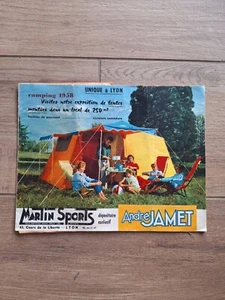 camping 1958
UNIQUE à LYON
Visitez notre exposition de tentes
montées dans un local de 750 m²
Martin Sports
dépositaire
exclusif
André JAMET
43, Cours de la Liberté - LYON